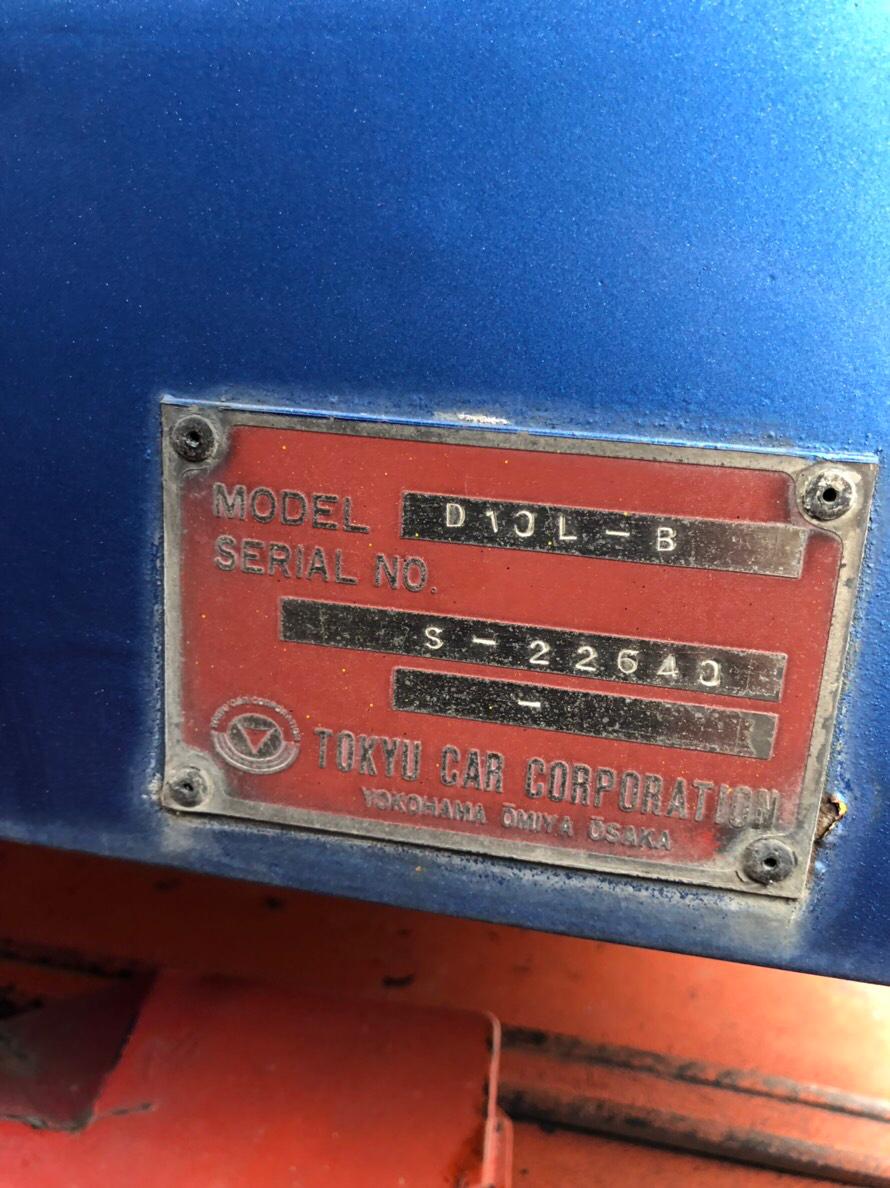 MODEL D10L-B
SERIAL NO.
S-22640
-
TOKYU CAR CORPORATION
YOKOHAMA ŌMIYA ŌSAKA